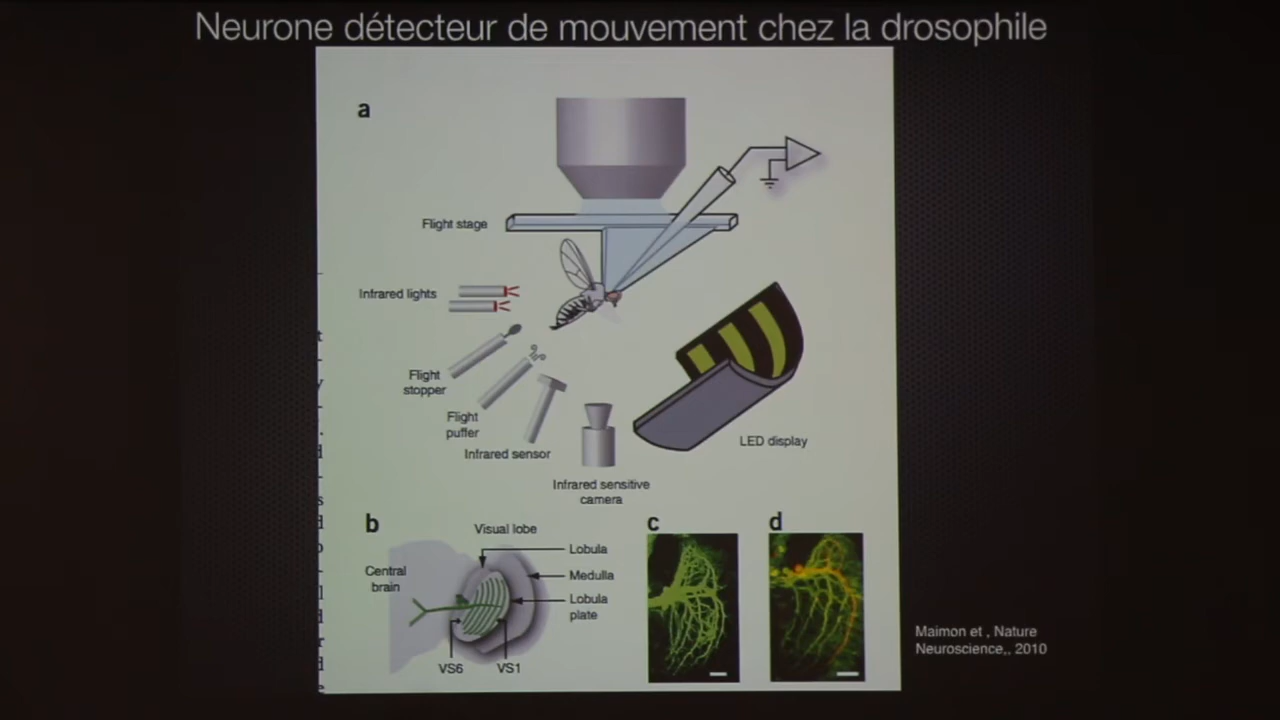 Neurone détecteur de mouvement chez la drosophile
a
Flight stage
Infrared lights
Flight
stopper
Flight
puffer
Infrared sensor
Infrared sensitive
camera
LED display
b
Visual lobe
Central
brain
Lobula
Medulla
Lobula
plate
VS6
VS1
c
d
Maimon et , Nature
Neuroscience,, 2010